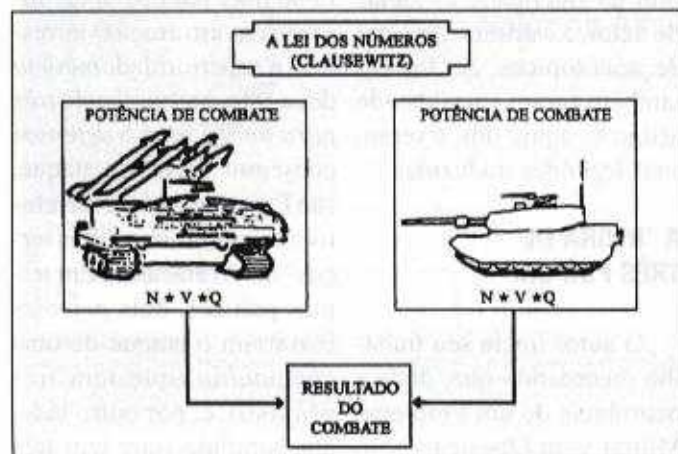 A LEI DOS NÚMEROS
(CLAUSEWITZ)
POTÊNCIA DE COMBATE
POTÊNCIA DE COMBATE
N ★ V ★Q
N ★ V ★Q
RESULTADO
DO
COMBATE